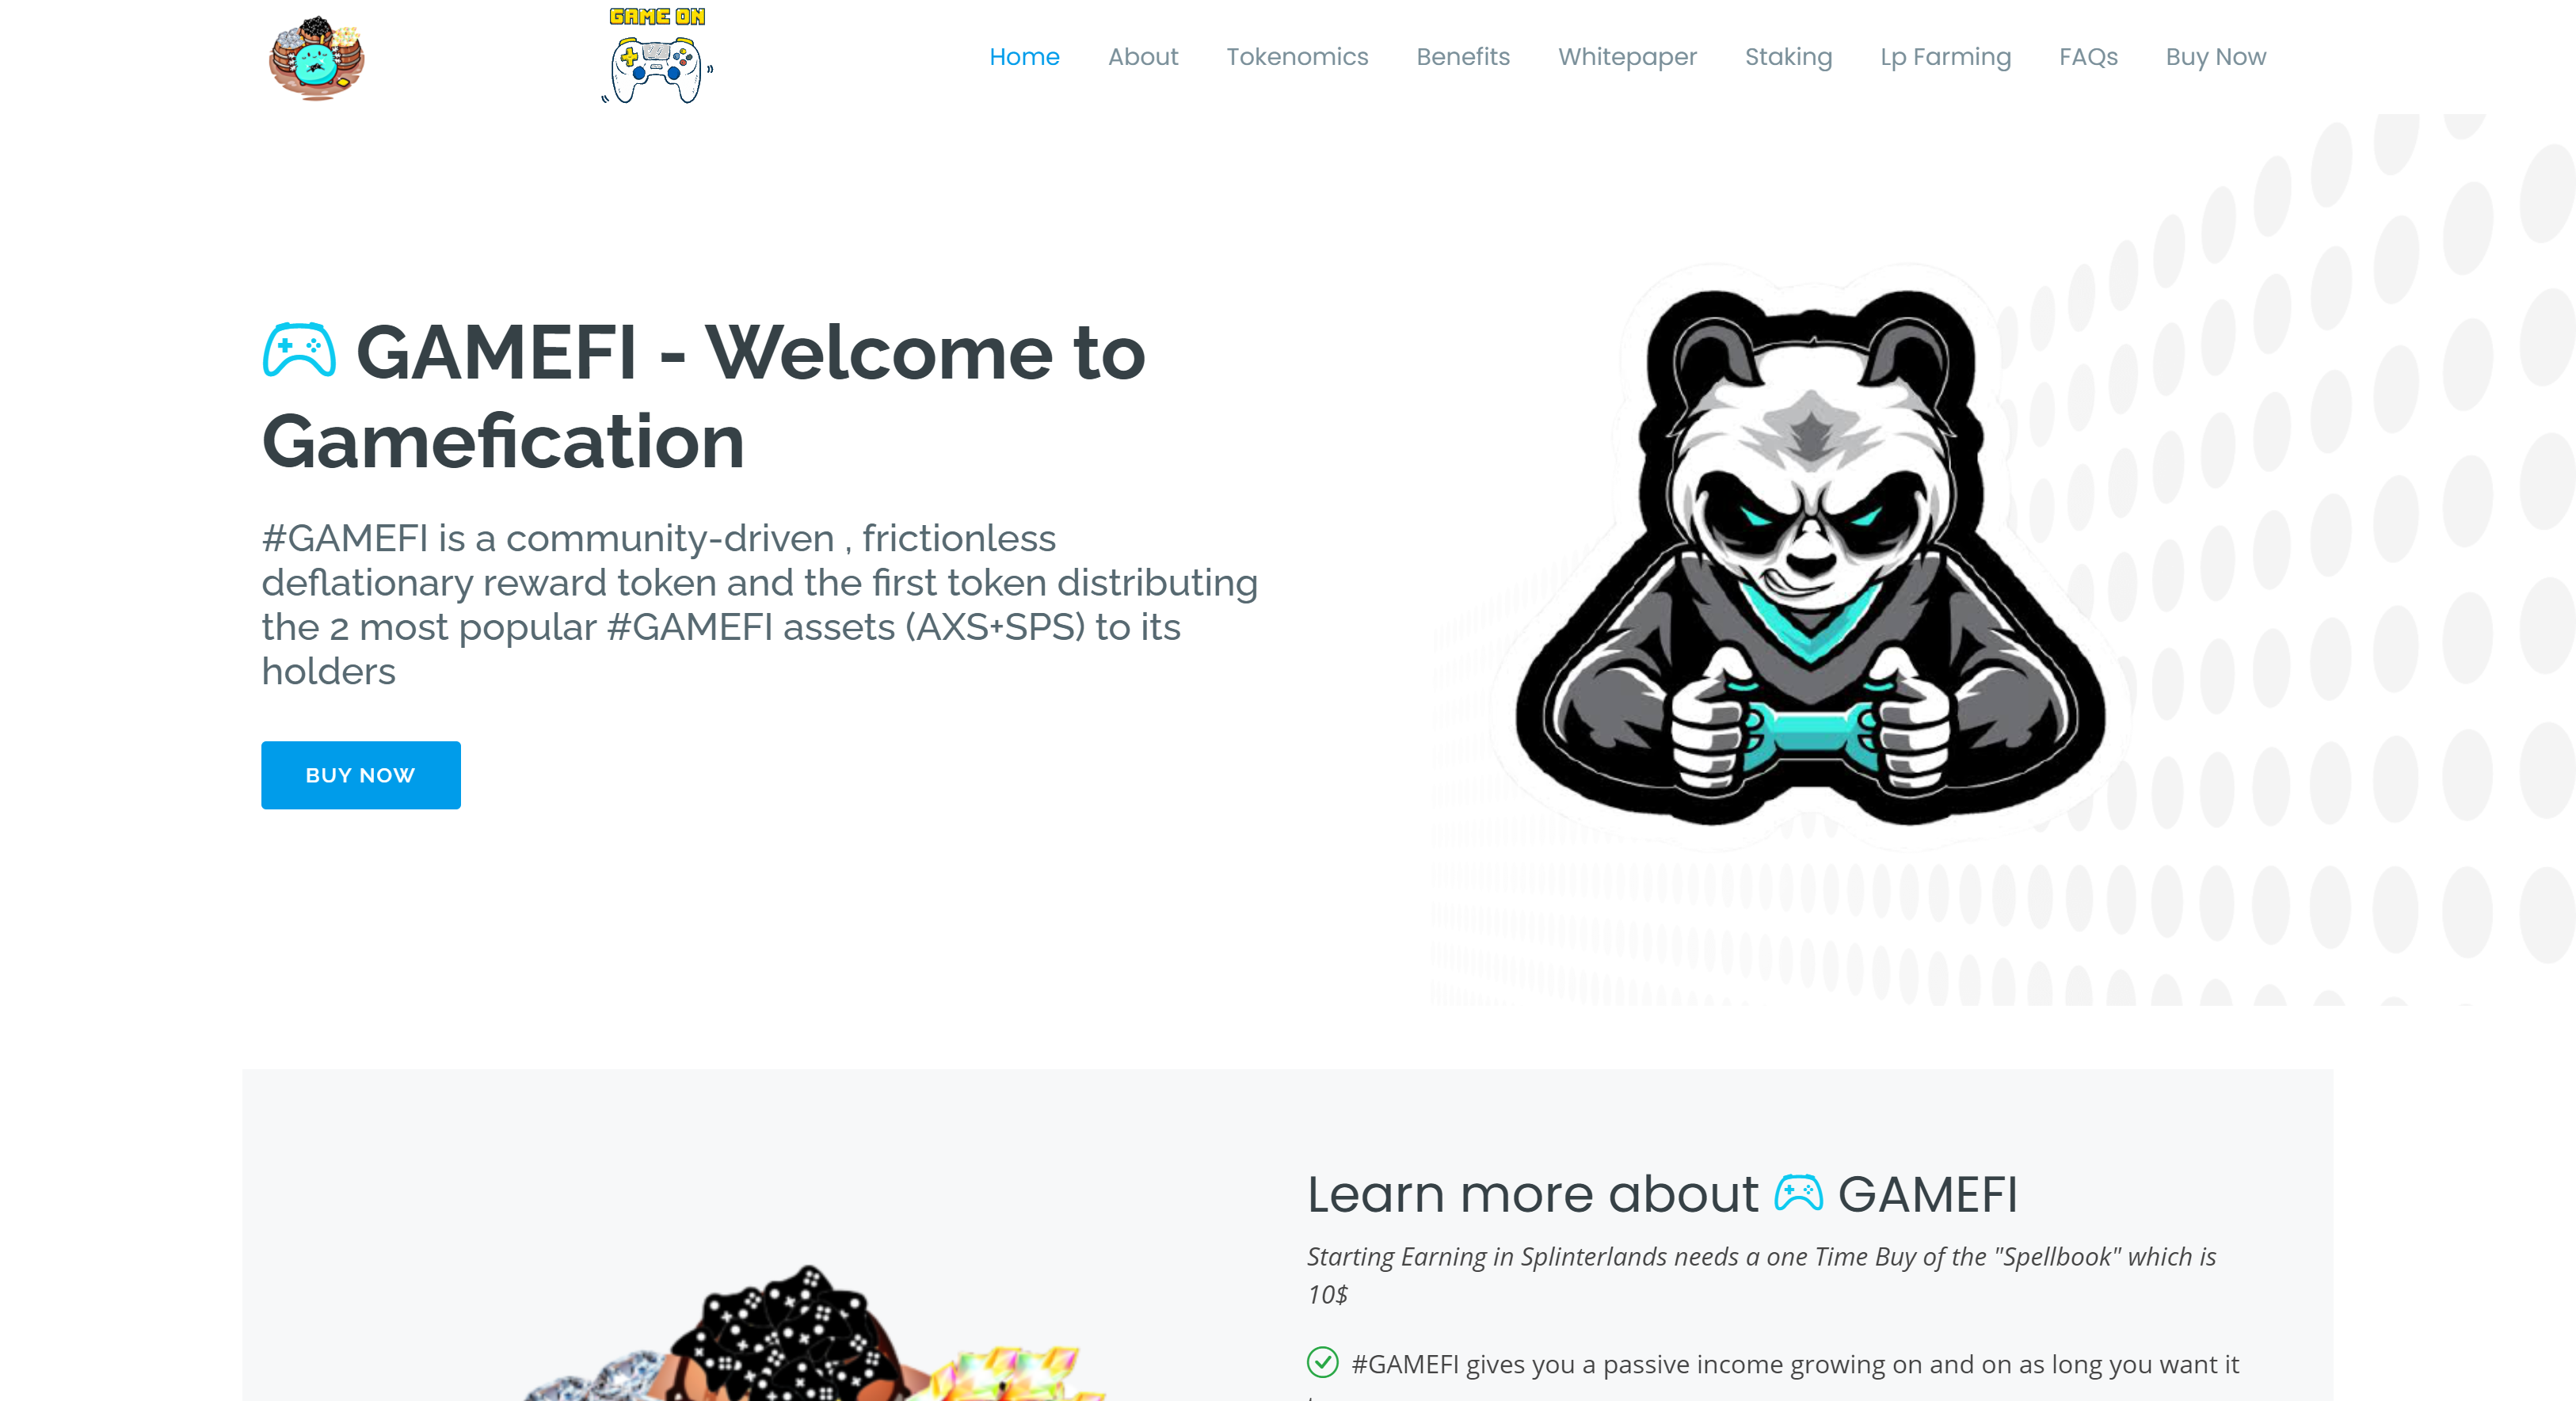 GAME ON
Home About Tokenomics Benefits Whitepaper Staking Lp Farming FAQs Buy Now
GAMEFI - Welcome to
Gamefication
#GAMEFI is a community-driven , frictionless
deflationary reward token and the first token distributing
the 2 most popular #GAMEFI assets (AXS+SPS) to its
holders
BUY NOW
Learn more about GAMEFI
Starting Earning in Splinterlands needs a one Time Buy of the "Spellbook" which is
10$
#GAMEFI gives you a passive income growing on and on as long you want it